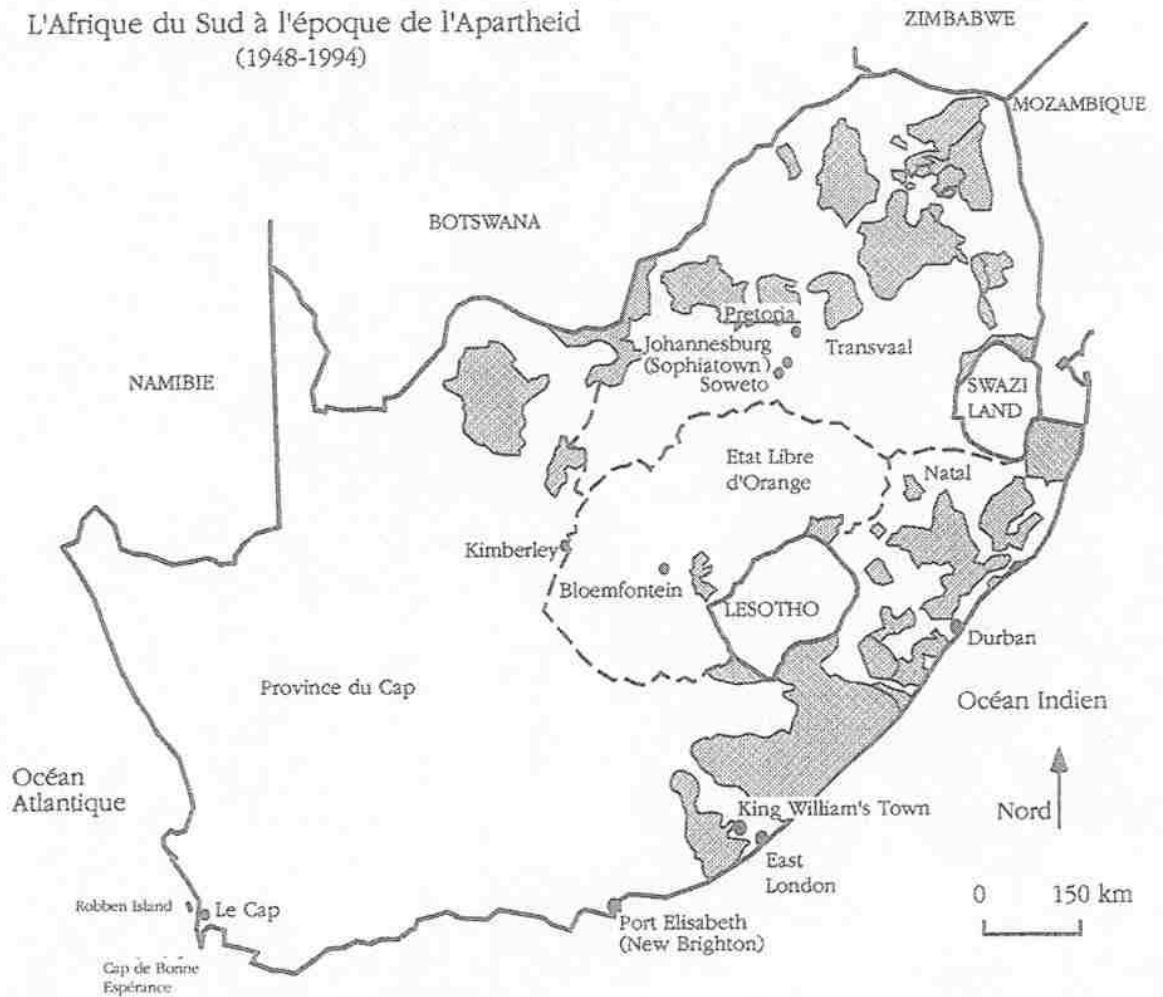 L'Afrique du Sud à l'époque de l'Apartheid
(1948-1994)
ZIMBABWE
MOZAMBIQUE
BOTSWANA
NAMIBIE
Pretoria
Johannesburg
(Sophiatown)
Soweto
Transvaal
SWAZI
LAND
Etat Libre
d'Orange
Natal
Kimberley
Bloemfontein
LESOTHO
Durban
Province du Cap
Océan Indien
Océan
Atlantique
Nord
King William's Town
East
London
0 150 km
Robben Island
Le Cap
Port Elisabeth
(New Brighton)
Cap de Bonne
Espérance